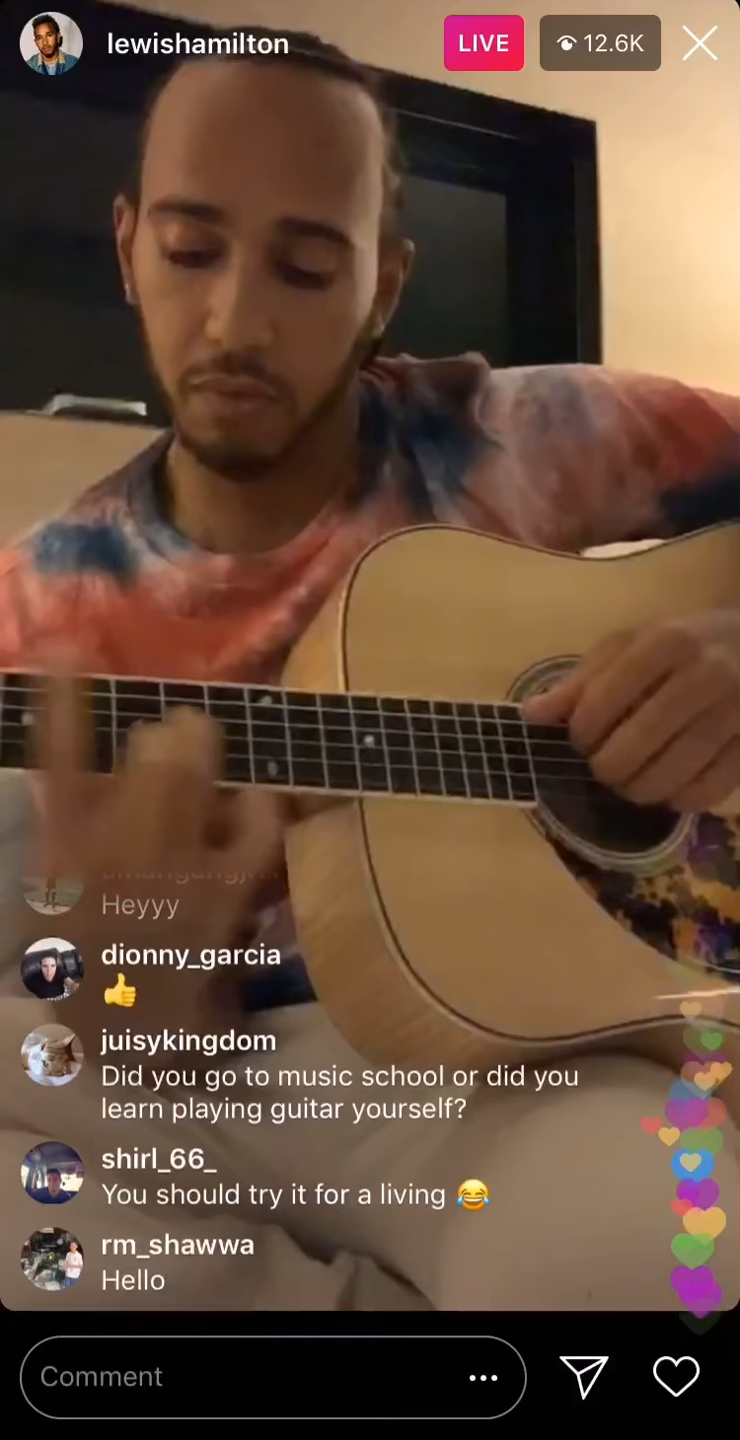 lewishamilton
LIVE
12.6K
Heyyy
dionny_garcia
👍
juisykingdom
Did you go to music school or did you
learn playing guitar yourself?
shirl_66_
You should try it for a living 😂
rm_shawwa
Hello
Comment